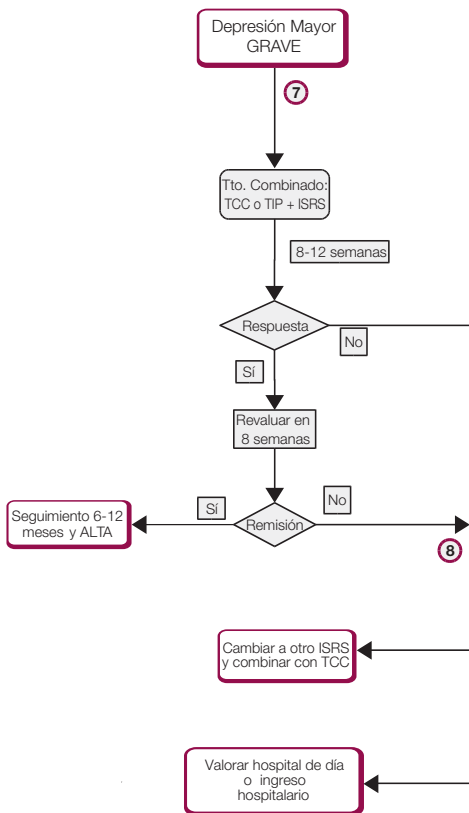 Depresión Mayor
GRAVE
7
Tto. Combinado:
TCC o TIP + ISRS
8-12 semanas
Respuesta
No
Sí
Revaluar en
8 semanas
No
Sí
Seguimiento 6-12
meses y ALTA
Remisión
8
Cambiar a otro ISRS
y combinar con TCC
Valorar hospital de día
o ingreso
hospitalario